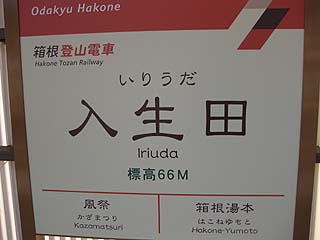 Odakyu Hakone
箱根登山電車
Hakone Tozan Railway
いりうだ
入生田
Iriuda
標高66M
風祭
かざまつり
Kazamatsuri
箱根湯本
はこねゆもと
Hakone-Yumoto